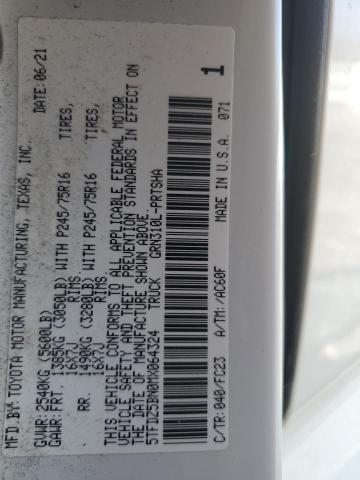 MFD.BY: TOYOTA MOTOR MANUFACTURING, TEXAS, INC. DATE: 06/21
GVWR: 2540KG (5600LB)
GAWR: FRT. 1385KG (3050LB) WITH P245/75R16 TIRES,
16X7J RIMS
RR. 1490KG (3280LB) WITH P245/75R16 TIRES,
16X7J RIMS
THIS VEHICLE CONFORMS TO ALL APPLICABLE FEDERAL MOTOR
VEHICLE SAFETY AND THEFT PREVENTION STANDARDS IN EFFECT ON
THE DATE OF MANUFACTURE SHOWN ABOVE.
5TFDZ5BN0MX064324 TRUCK GRN310L-PRTSHA
C/TR: 040/FC23 A/TM: /AC60F MADE IN U.S.A. 071
1